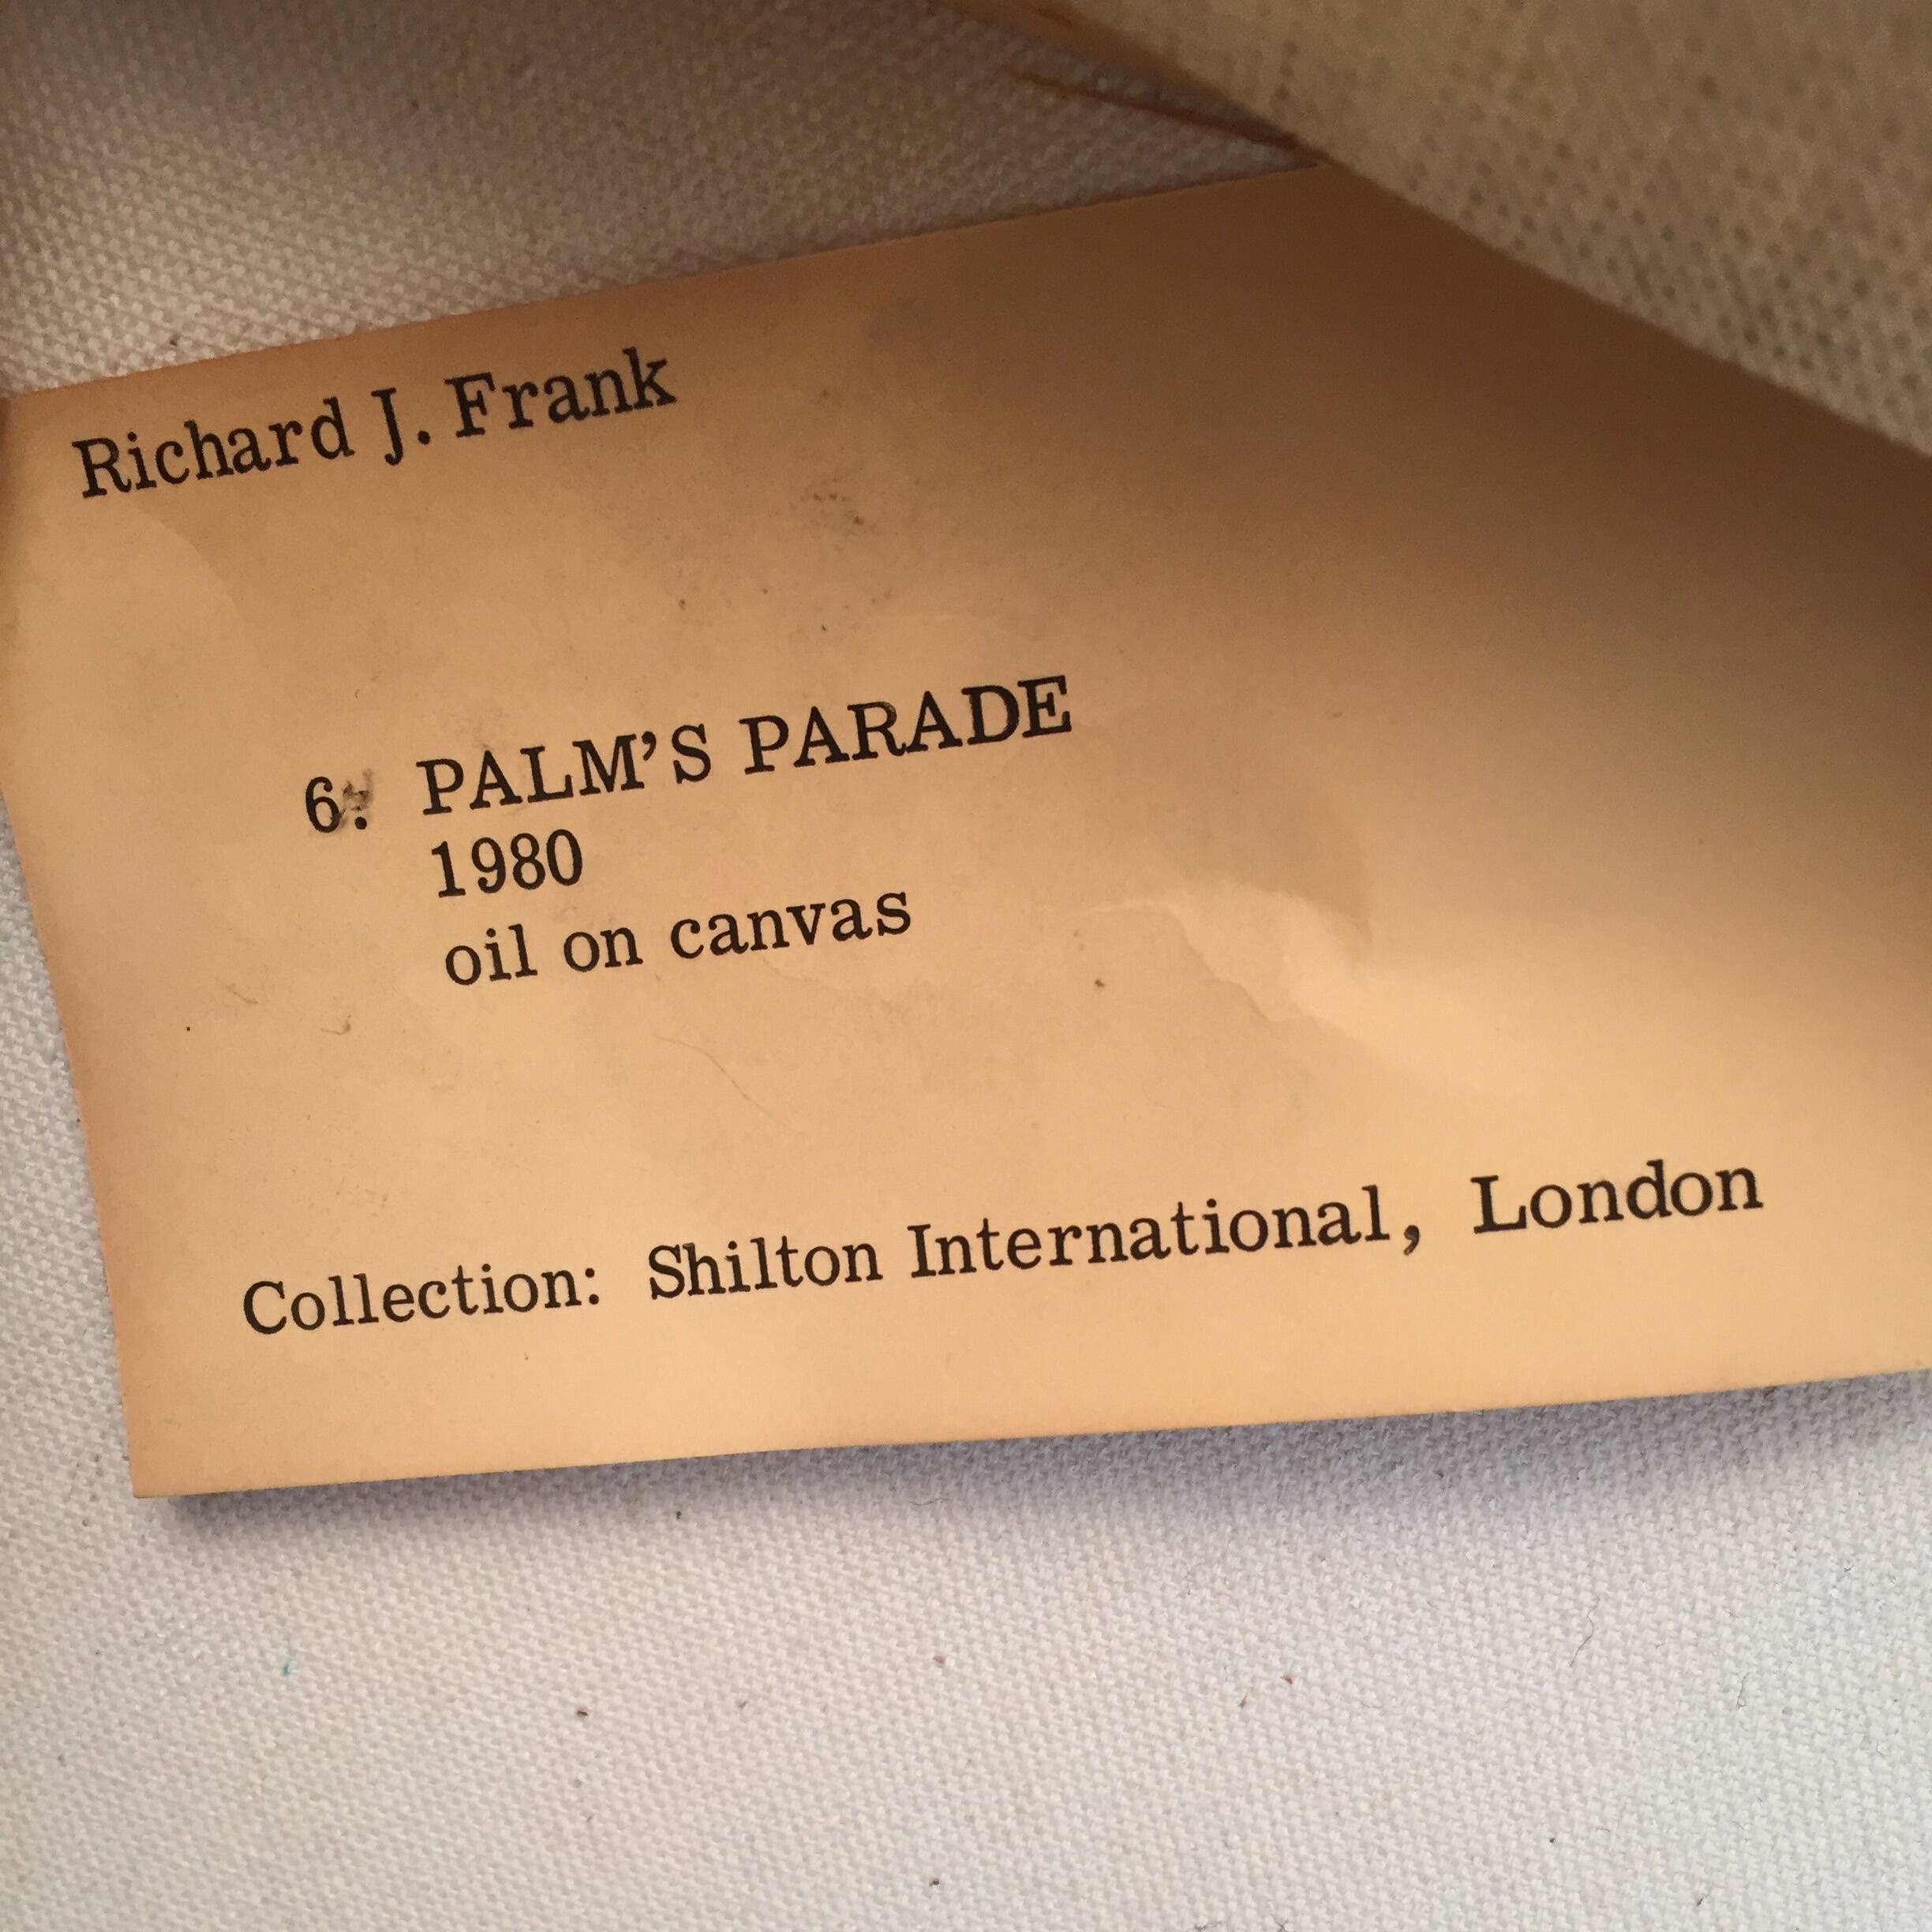 Richard J. Frank
6. PALM'S PARADE
1980
oil on canvas
Collection: Shilton International, London